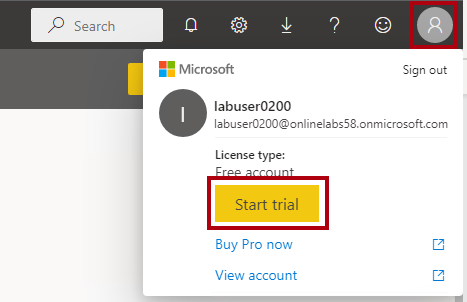 Search
Microsoft
Sign out
I
labuser0200
labuser0200@onlinelabs58.onmicrosoft.com
License type:
Free account
Start trial
Buy Pro now
View account